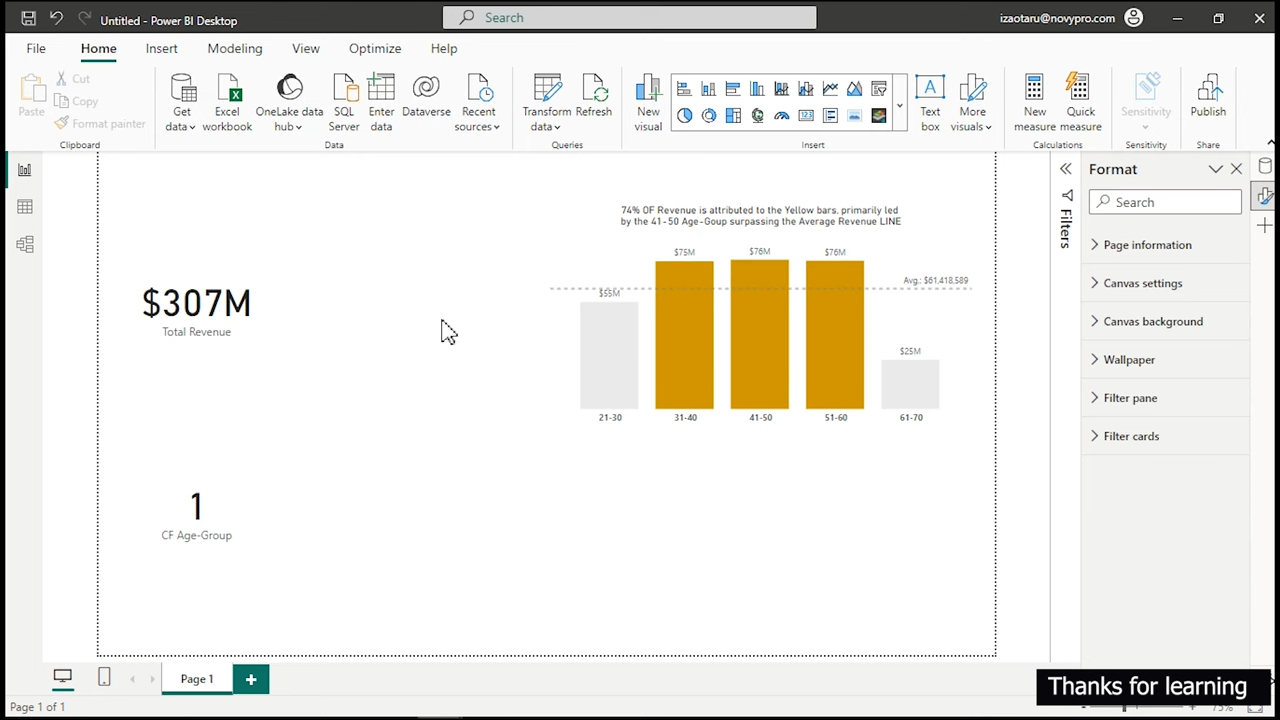 Untitled - Power BI Desktop
Search
izaotaru@novypro.com
File
Home
Insert
Modeling
View
Optimize
Help
Paste
Cut
Copy
Format painter
Get data
Excel workbook
OneLake data hub
SQL Server
Enter data
Dataverse
Recent sources
Transform data
Refresh
New visual
Text box
More visuals
New measure
Quick measure
Sensitivity
Publish
Clipboard
Data
Queries
Insert
Calculations
Sensitivity
Share
Filters
Format
Search
Page information
Canvas settings
Canvas background
Wallpaper
Filter pane
Filter cards
$307M
Total Revenue
1
CF Age-Group
74% OF Revenue is attributed to the Yellow bars, primarily led
by the 41-50 Age-Goup surpassing the Average Revenue LINE
$55M
$75M
$76M
$76M
$25M
Avg.: $61,418,589
21-30
31-40
41-50
51-60
61-70
Page 1
Page 1 of 1
Thanks for learning